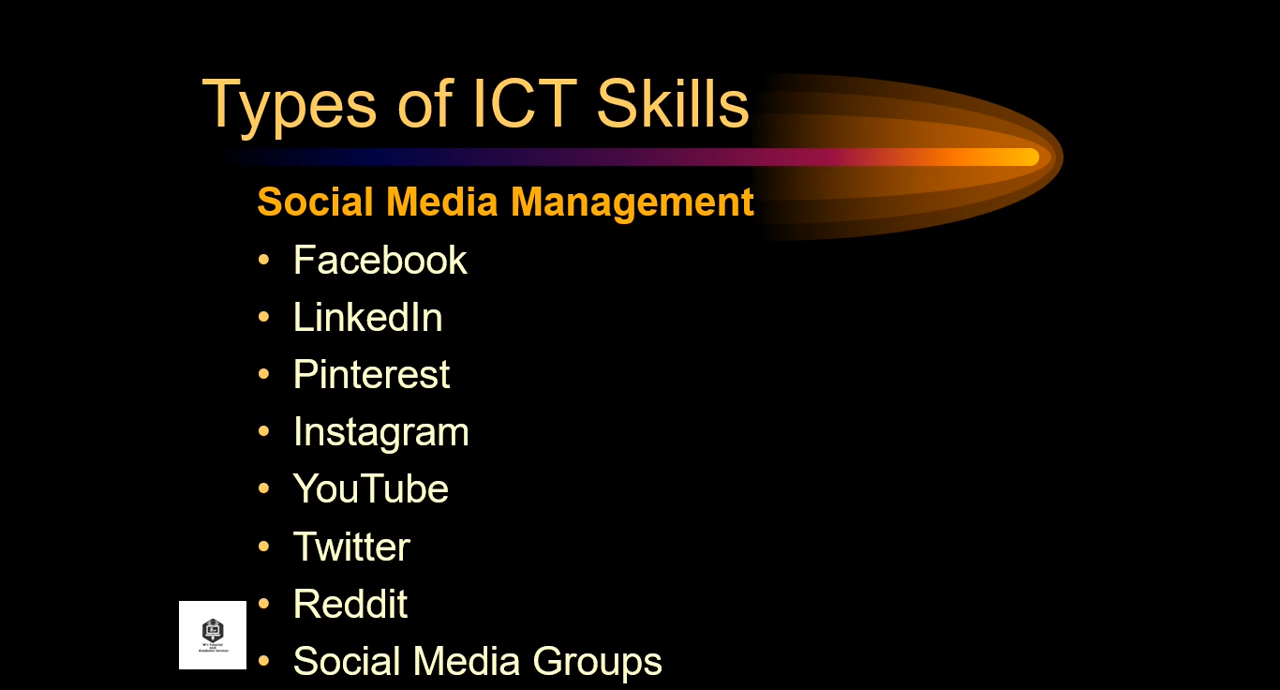 Types of ICT Skills
Social Media Management
• Facebook
• LinkedIn
• Pinterest
• Instagram
• YouTube
• Twitter
• Reddit
• Social Media Groups